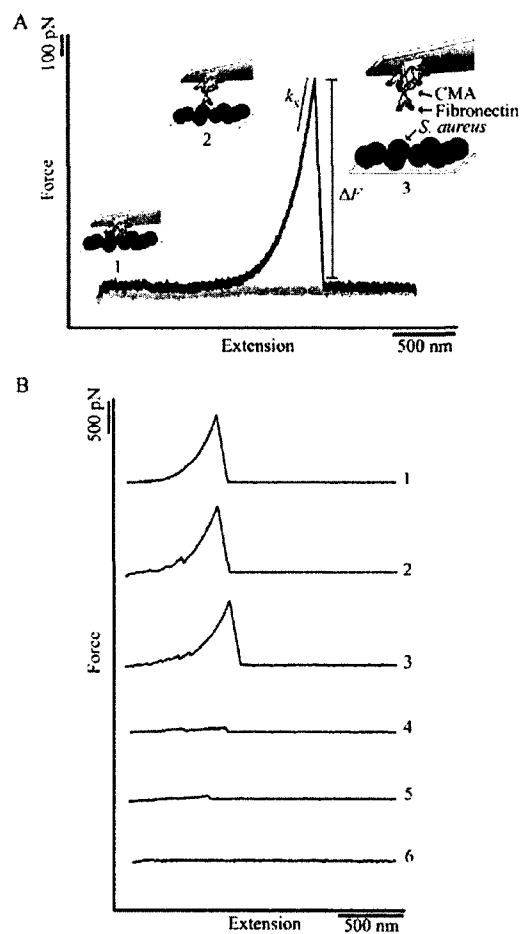 A
100 pN
Force
1
2
kₛ
ΔF
CMA
Fibronectin
S. aureus
3
Extension
500 nm
B
500 pN
Force
1
2
3
4
5
6
Extension
500 nm